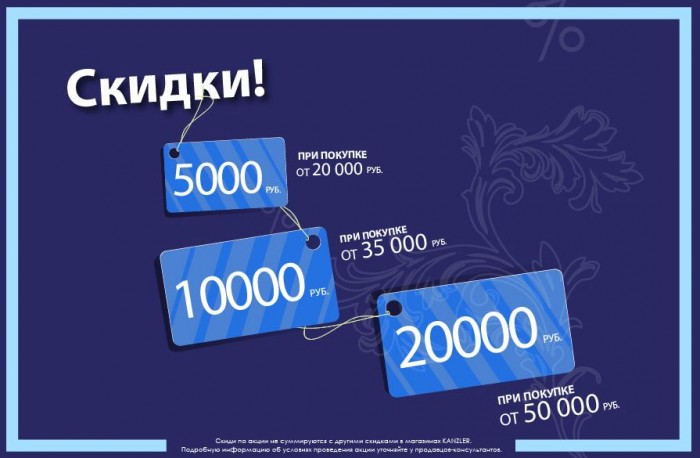 Скидки!
5000 РУБ.
ПРИ ПОКУПКЕ
ОТ 20 000 РУБ.
10000 РУБ.
ПРИ ПОКУПКЕ
ОТ 35 000 РУБ.
20000 РУБ.
ПРИ ПОКУПКЕ
ОТ 50 000 РУБ.
Скиди по акции не суммируются с другими скидками в магазинах KANZLER.
Подробную информацию об условиях проведения акции уточняйте у продавцов-консультантов.